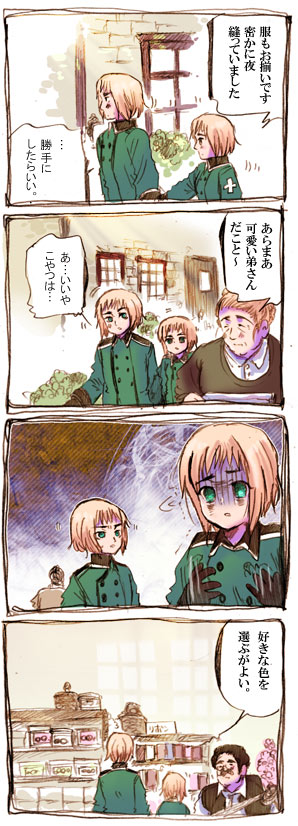 服もお揃いです
密かに夜
縫っていました
…
勝手に
したらいい。
あらまあ
可愛い弟さん
だこと～
あ…いいや
こやつは…
好きな色を
選ぶがよい。
リボン